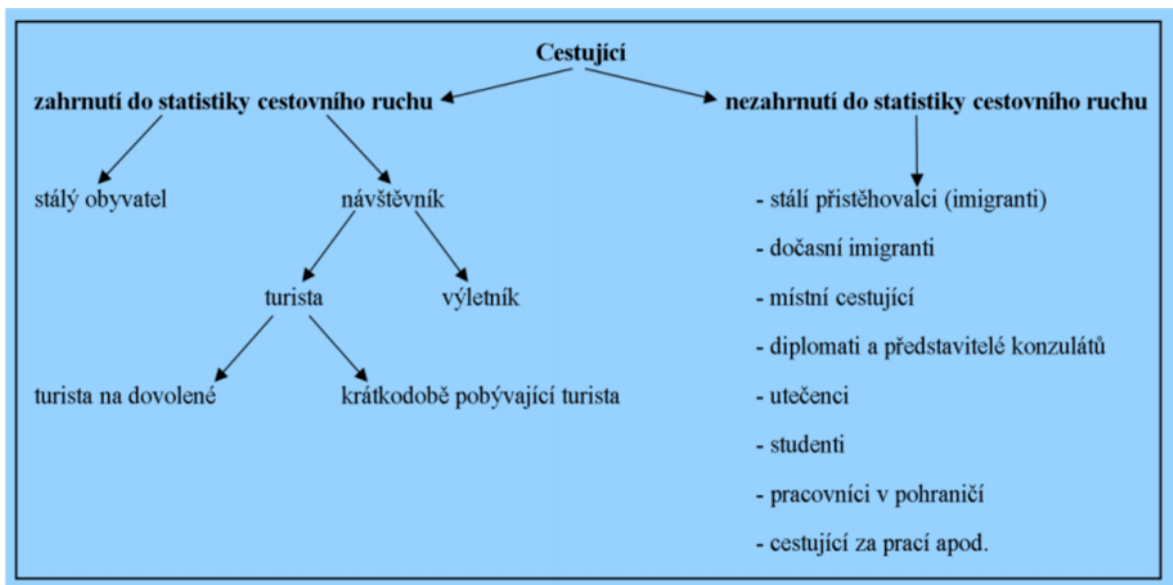 Cestující
zahrnutí do statistiky cestovního ruchu
nezahrnutí do statistiky cestovního ruchu
stálý obyvatel
návštěvník
- stálí přistěhovalci (imigranti)
- dočasní imigranti
turista
výletník
- místní cestující
- diplomati a představitelé konzulátů
turista na dovolené
krátkodobě pobývající turista
- utečenci
- studenti
- pracovníci v pohraničí
- cestující za prací apod.